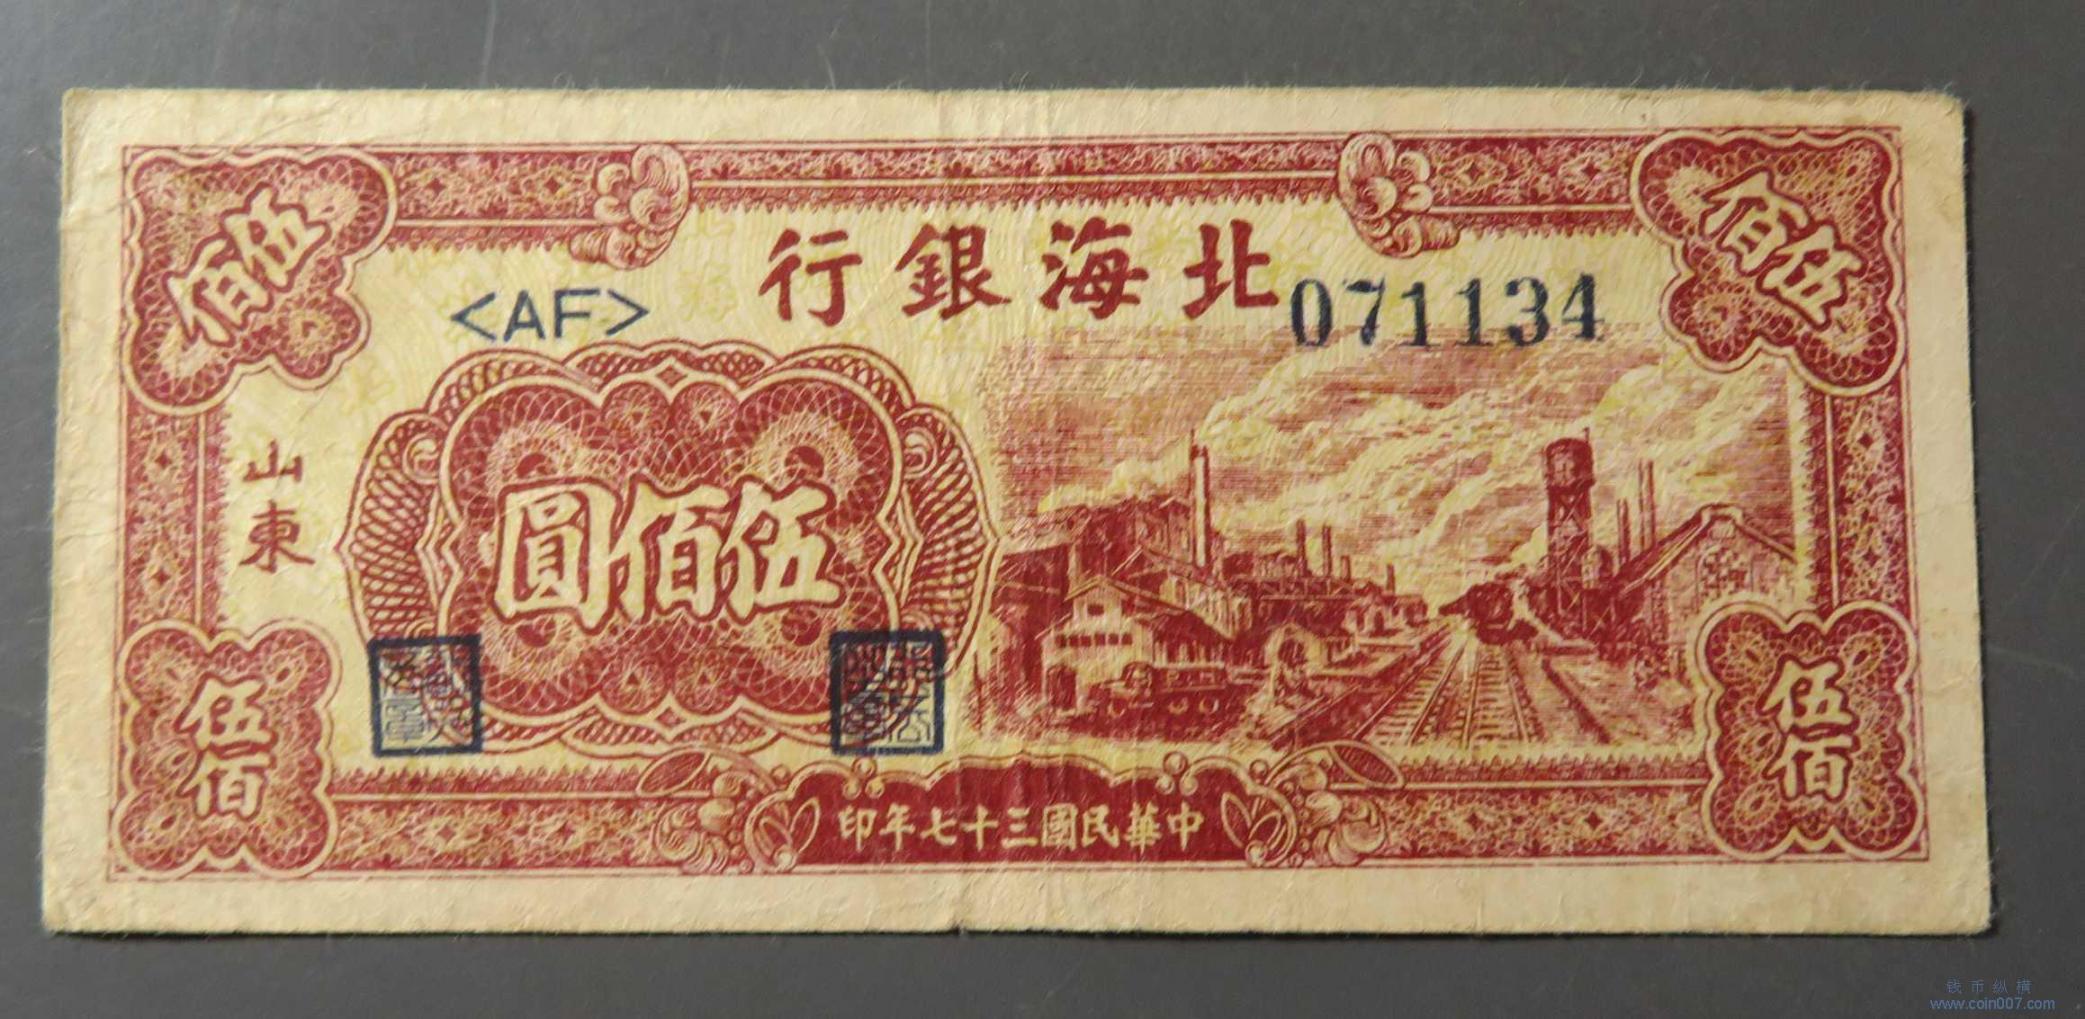 伍佰
伍佰
北海銀行
<AF>
071134
山東
伍佰圓
伍佰
伍佰
中華民國三十七年印
钱币纵横
www.coin007.com